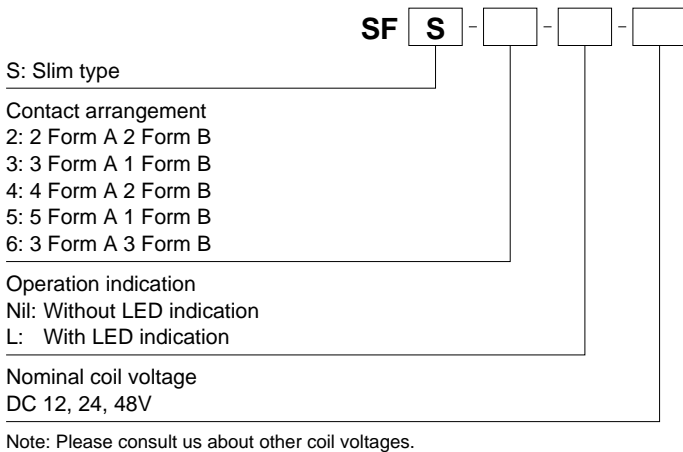 SF S - - -
S: Slim type
Contact arrangement
2: 2 Form A 2 Form B
3: 3 Form A 1 Form B
4: 4 Form A 2 Form B
5: 5 Form A 1 Form B
6: 3 Form A 3 Form B
Operation indication
Nil: Without LED indication
L: With LED indication
Nominal coil voltage
DC 12, 24, 48V
Note: Please consult us about other coil voltages.